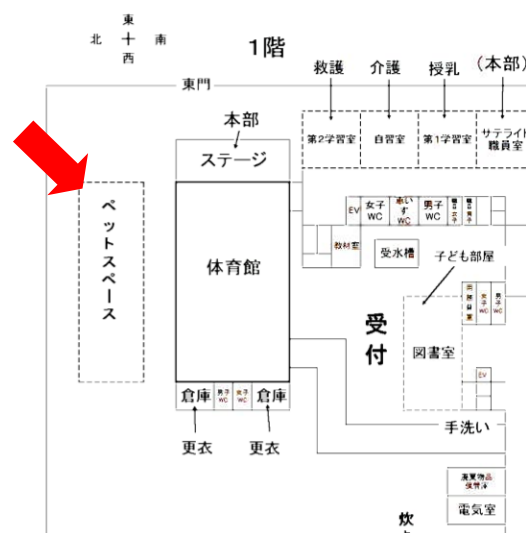 東
北 南
西
1階
東門
救護 介護 授乳 (本部)
第2学習室 自習室 第1学習室 サテライト
職員室
本部
ステージ
ペットスペース
体育館
EV 女子
WC 車いす
WC 男子
WC
教材室 受水槽
子ども部屋
受付
図書室
女子
WC 男子
WC
EV
倉庫 男子
WC 女子
WC 倉庫
更衣 更衣
手洗い
電気室
炊